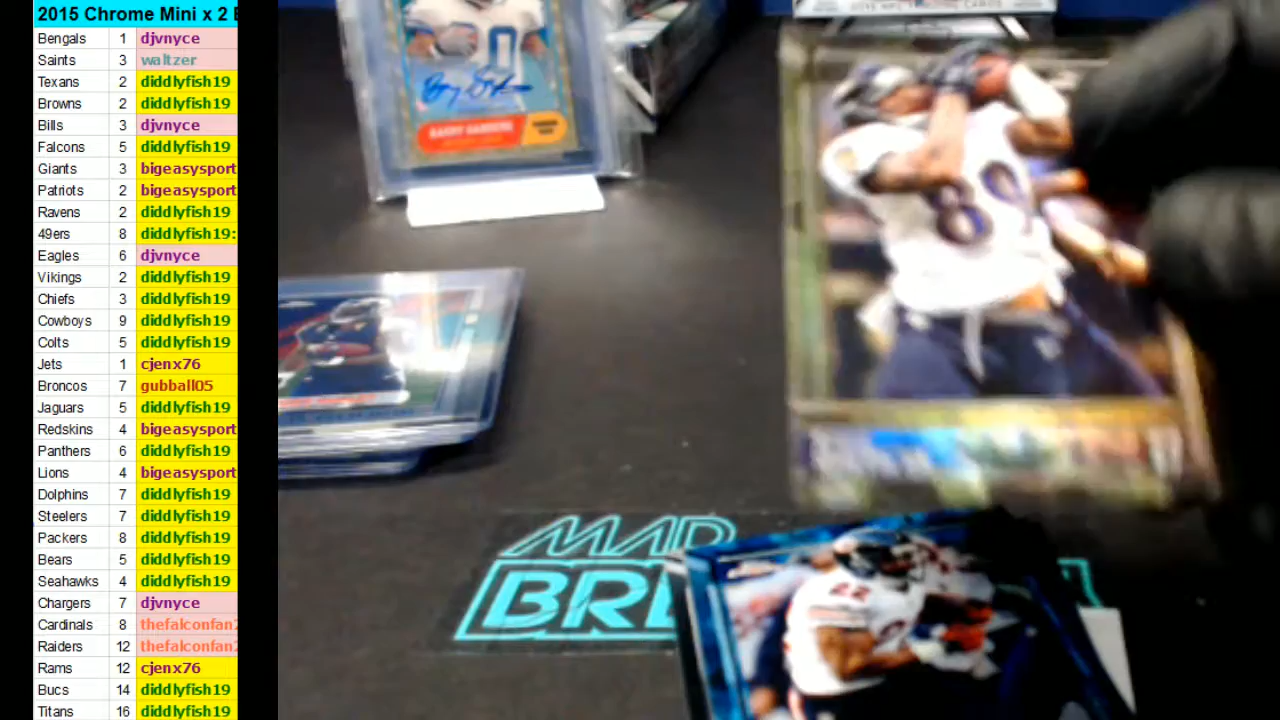 2015 Chrome Mini x 2
Bengals 1 djvnyce
Saints 3 waltzer
Texans 2 diddlyfish19
Browns 2 diddlyfish19
Bills 3 djvnyce
Falcons 5 diddlyfish19
Giants 3 bigeasysport
Patriots 2 bigeasysport
Ravens 2 diddlyfish19
49ers 8 diddlyfish19:
Eagles 6 djvnyce
Vikings 2 diddlyfish19
Chiefs 3 diddlyfish19
Cowboys 9 diddlyfish19
Colts 5 diddlyfish19
Jets 1 cjenx76
Broncos 7 gubball05
Jaguars 5 diddlyfish19
Redskins 4 bigeasysport
Panthers 6 diddlyfish19
Lions 4 bigeasysport
Dolphins 7 diddlyfish19
Steelers 7 diddlyfish19
Packers 8 diddlyfish19
Bears 5 diddlyfish19
Seahawks 4 diddlyfish19
Chargers 7 djvnyce
Cardinals 8 thefalconfan
Raiders 12 thefalconfan
Rams 12 cjenx76
Bucs 14 diddlyfish19
Titans 16 diddlyfish19
BARRY SANDERS
89
MAD
BRE
22